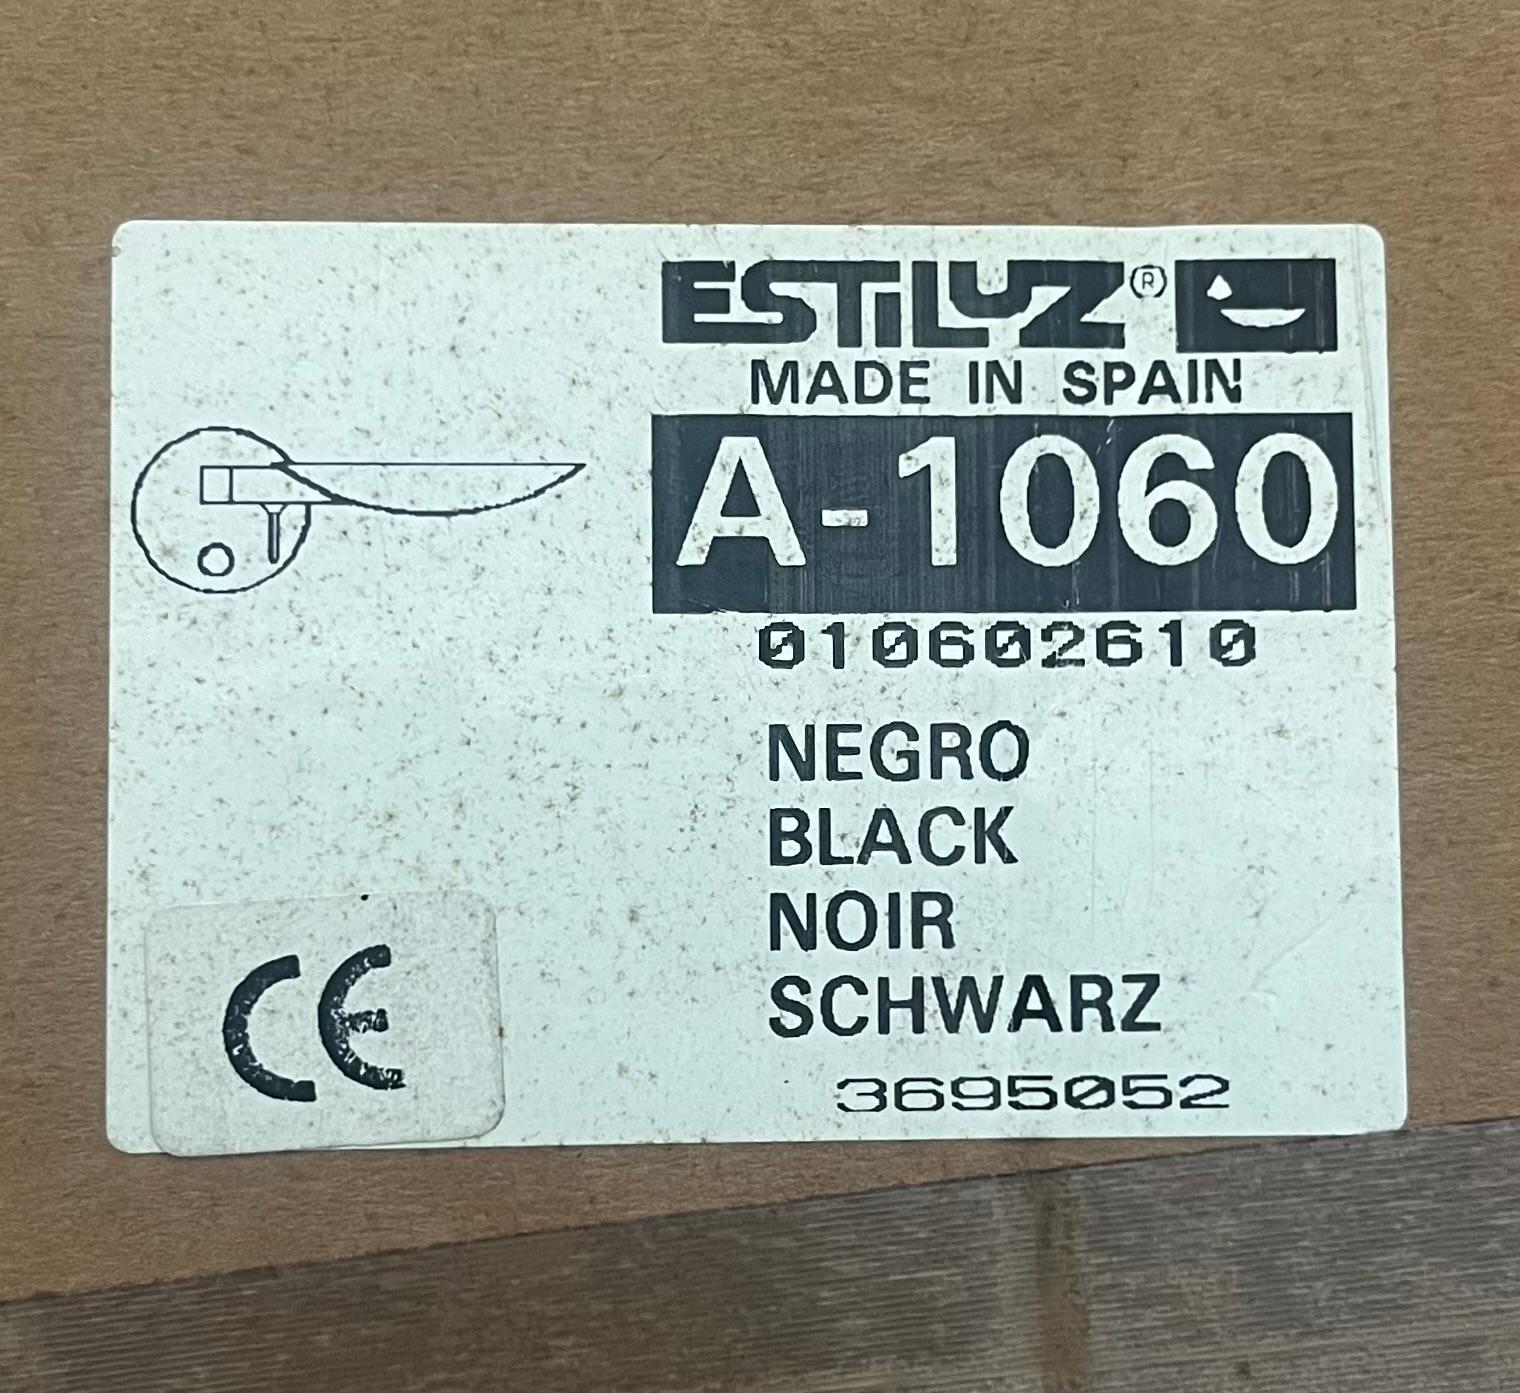 ESTILUZ®
MADE IN SPAIN
A-1060
010602610
NEGRO
BLACK
NOIR
SCHWARZ
3695052
CE